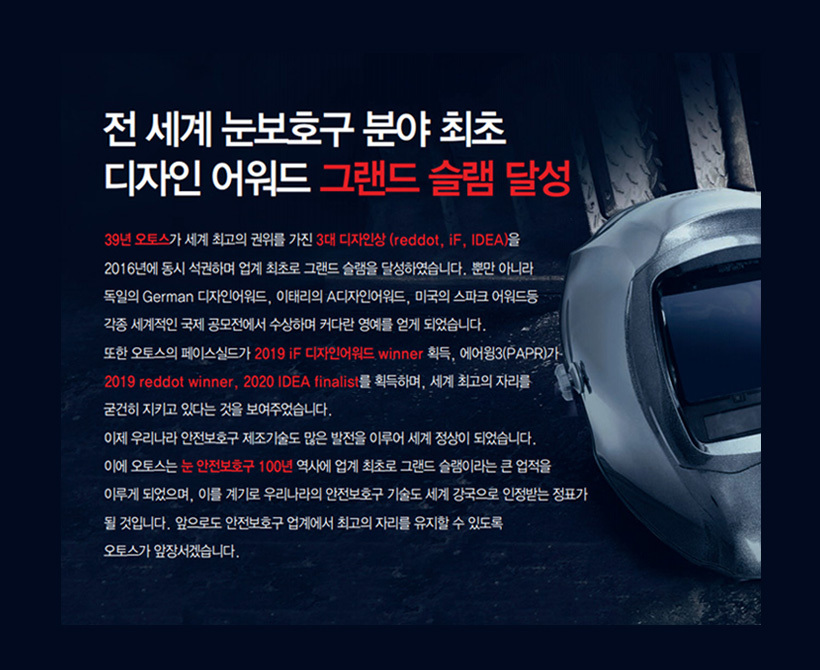 전 세계 눈보호구 분야 최초
디자인 어워드 그랜드 슬램 달성
39년 오토스가 세계 최고의 권위를 가진 3대 디자인상 (reddot, iF, IDEA)을
2016년에 동시 석권하며 업계 최초로 그랜드 슬램을 달성하였습니다. 뿐만 아니라
독일의 German 디자인어워드, 이태리의 A디자인어워드, 미국의 스파크 어워드등
각종 세계적인 국제 공모전에서 수상하며 커다란 영예를 얻게 되었습니다.
또한 오토스의 페이스실드가 2019 iF 디자인어워드 winner 획득, 에어윙3(PAPR)가
2019 reddot winner, 2020 IDEA finalist를 획득하며, 세계 최고의 자리를
굳건히 지키고 있다는 것을 보여주었습니다.
이제 우리나라 안전보호구 제조기술도 많은 발전을 이루어 세계 정상이 되었습니다.
이에 오토스는 눈 안전보호구 100년 역사에 업계 최초로 그랜드 슬램이라는 큰 업적을
이루게 되었으며, 이를 계기로 우리나라의 안전보호구 기술도 세계 강국으로 인정받는 정표가
될 것입니다. 앞으로도 안전보호구 업계에서 최고의 자리를 유지할 수 있도록
오토스가 앞장서겠습니다.